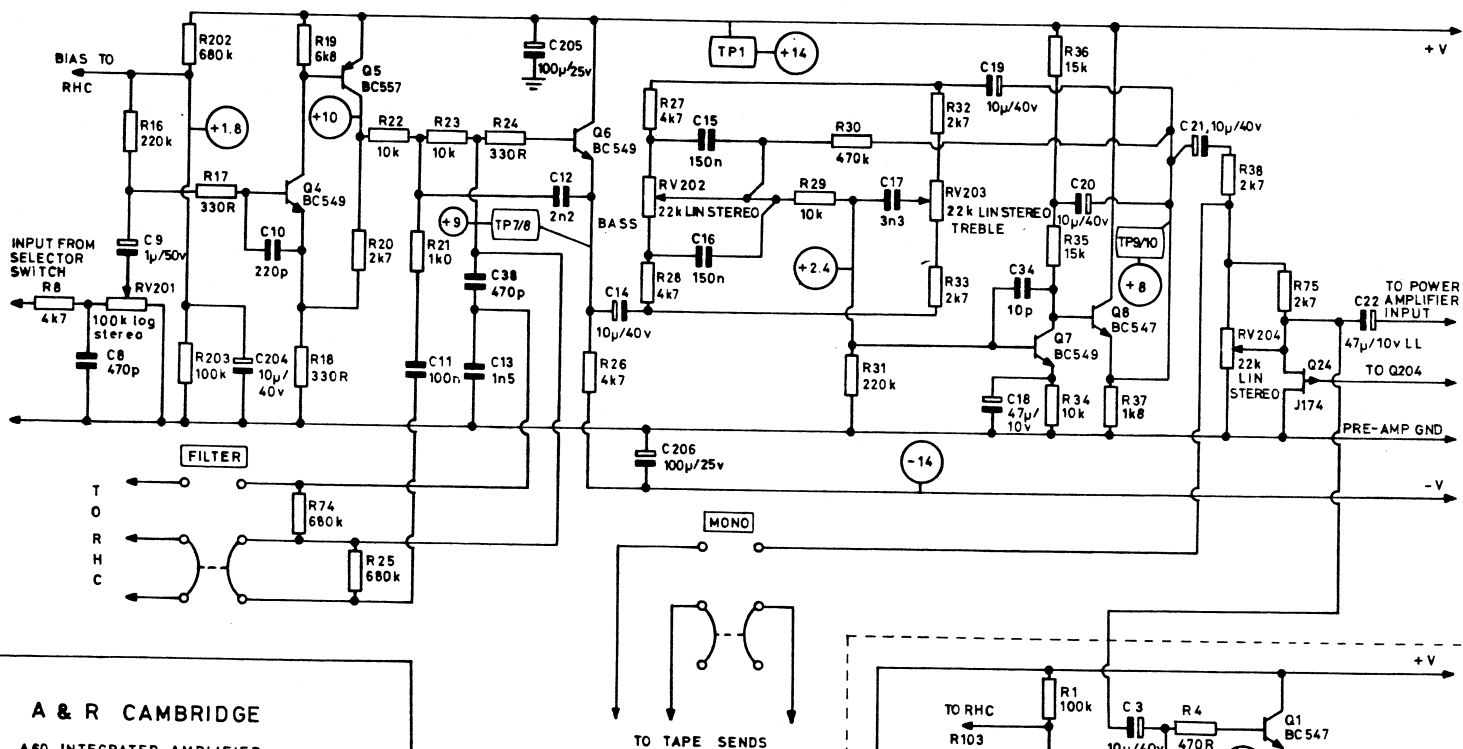 R202
680k
R19
6k8
BIAS TO
RHC
Q5
BC557
+10
C205
100µ/25v
TP1
+14
R36
15k
+V
R16
220k
+1.8
R22
10k
R23
10k
R24
330R
Q6
BC549
R27
4k7
C15
150n
R30
470k
R32
2k7
C19
10µ/40v
C21,10µ/40v
R38
2k7
R17
330R
Q4
BC549
C12
2n2
RV202
22k LIN STEREO
BASS
R29
10k
C17
3n3
RV203
22k LIN STEREO
TREBLE
C20
10µ/40v
INPUT FROM
SELECTOR
SWITCH
C9
1µ/50v
C10
220p
R20
2k7
R21
1k0
+9
TP7/8
C16
150n
+2.4
R35
15k
TP9/10
+8
R8
4k7
RV201
100k log
stereo
C38
470p
C14
10µ/40v
R28
4k7
R33
2k7
C34
10p
Q8
BC547
R75
2k7
TO POWER
AMPLIFIER
INPUT
C22
47µ/10v LL
C8
470p
R203
100k
C204
10µ/
40v
R18
330R
C11
100n
C13
1n5
R26
4k7
R31
220k
Q7
BC549
C18
47µ/
10v
R34
10k
R37
1k8
RV204
22k
LIN
STEREO
Q24
J174
TO Q204
PRE-AMP GND
FILTER
C206
100µ/25v
-14
-V
TO RHC
R74
680k
R25
680k
MONO
TO TAPE SENDS
A & R CAMBRIDGE
A60 INTEGRATED AMPLIFIER
+V
R1
100k
TO RHC
R103
C3
10µ/40v
R4
470R
Q1
BC547